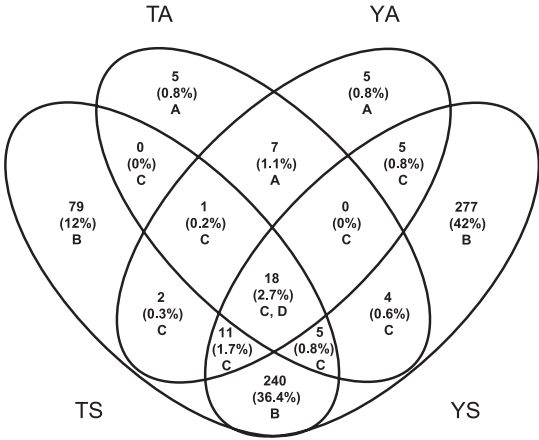 TA
YA
5
(0.8%)
A
5
(0.8%)
A
0
(0%)
C
7
(1.1%)
A
5
(0.8%)
C
79
(12%)
B
1
(0.2%)
C
0
(0%)
C
277
(42%)
B
2
(0.3%)
C
18
(2.7%)
C, D
4
(0.6%)
C
11
(1.7%)
C
5
(0.8%)
C
240
(36.4%)
B
TS
YS